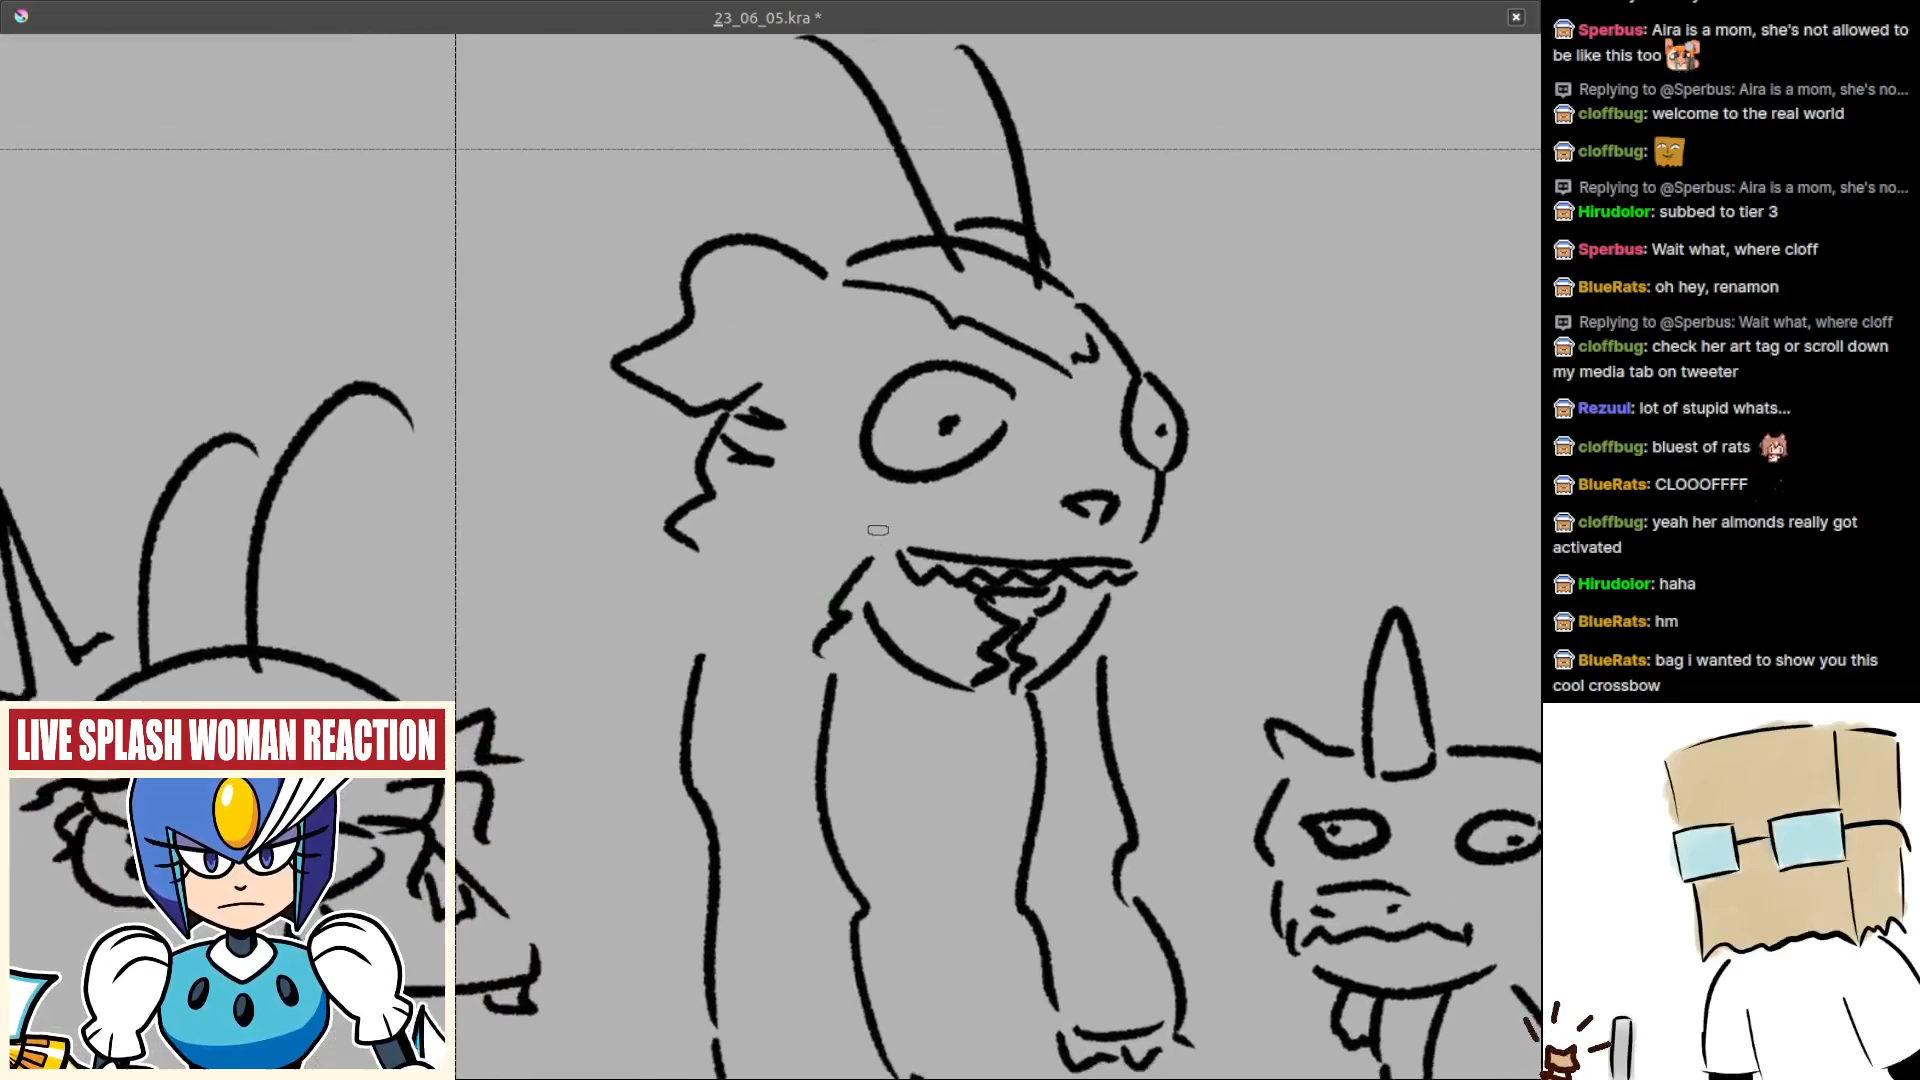 23_06_05.kra *
Sperbus: Aira is a mom, she's not allowed to
be like this too
Replying to @Sperbus: Aira is a mom, she's no...
cloffbug: welcome to the real world
cloffbug:
Replying to @Sperbus: Aira is a mom, she's no...
Hirudolor: subbed to tier 3
Sperbus: Wait what, where cloff
BlueRats: oh hey, renamon
Replying to @Sperbus: Wait what, where cloff
cloffbug: check her art tag or scroll down
my media tab on tweeter
Rezuul: lot of stupid whats...
cloffbug: bluest of rats
BlueRats: CLOOOFFFF
cloffbug: yeah her almonds really got
activated
Hirudolor: haha
BlueRats: hm
BlueRats: bag i wanted to show you this
cool crossbow
LIVE SPLASH WOMAN REACTION